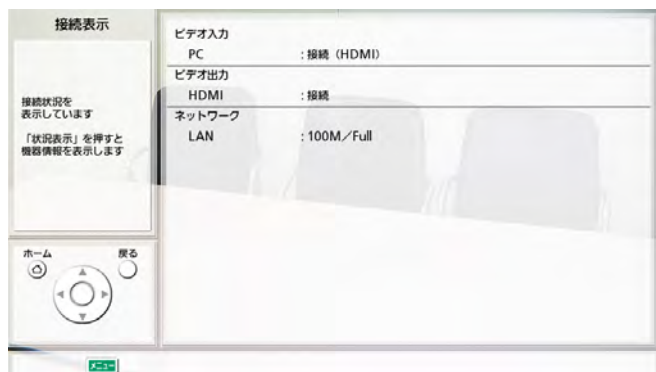 接続表示
接続状況を
表示しています
「状況表示」を押すと
機器情報を表示します
ホーム
戻る
ビデオ入力
PC :接続（HDMI）
ビデオ出力
HDMI :接続
ネットワーク
LAN :100M／Full
メニュー